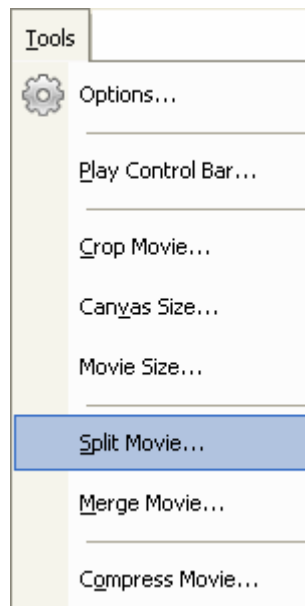 Tools
Options...
Play Control Bar...
Crop Movie...
Canvas Size...
Movie Size...
Split Movie...
Merge Movie...
Compress Movie...